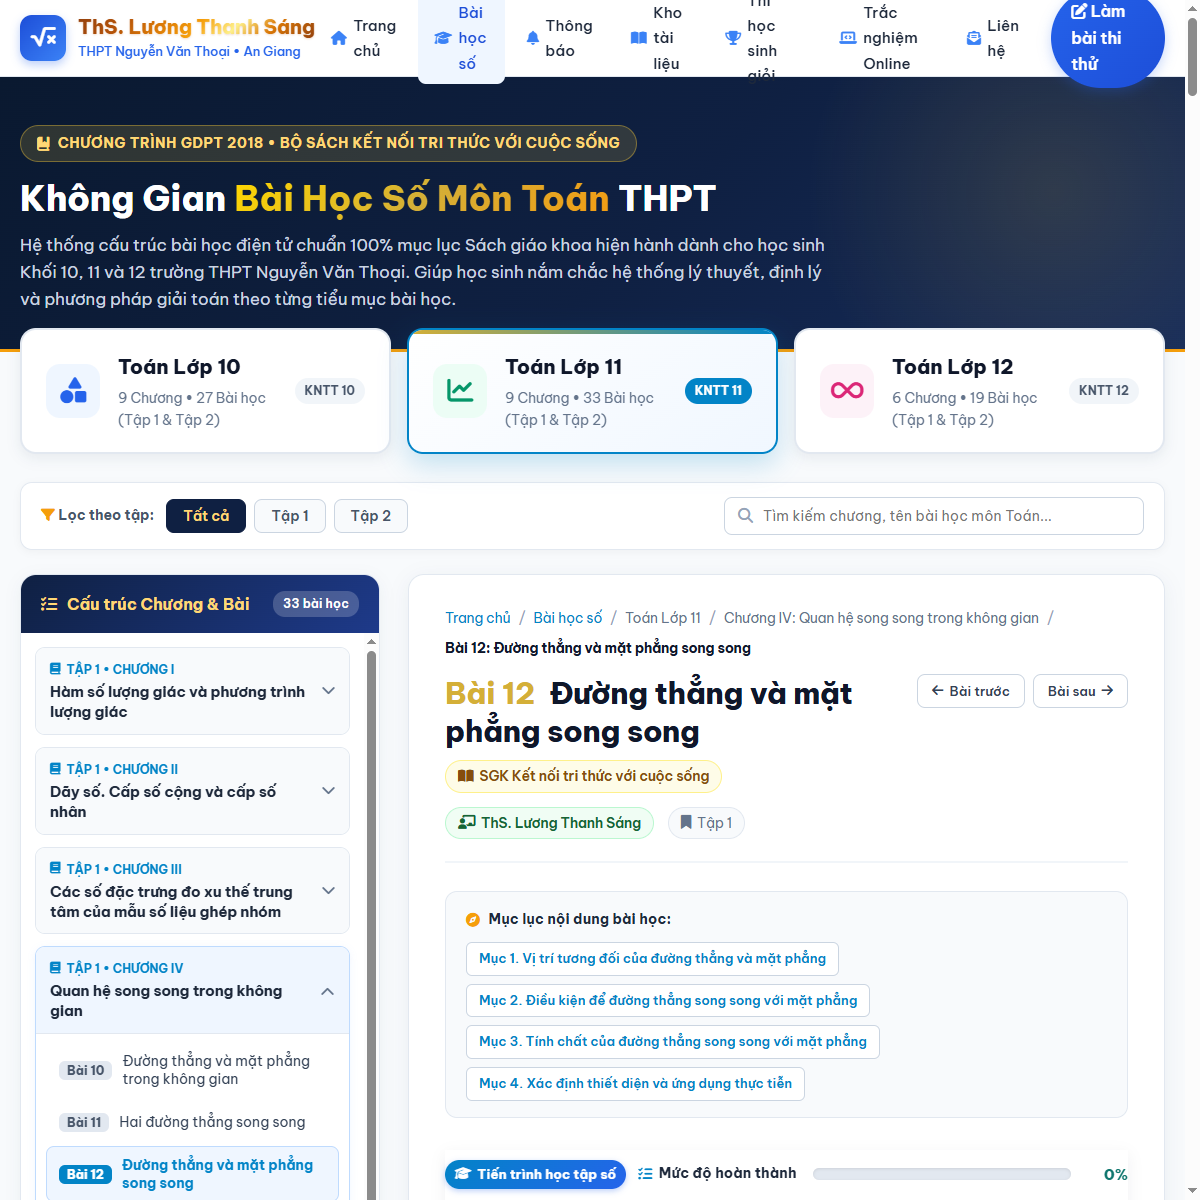 ThS. Lương Thanh Sáng
THPT Nguyễn Văn Thoại • An Giang
Trang chủ
Bài học số
Thông báo
Kho tài liệu
Thi học sinh giỏi
Trắc nghiệm Online
Liên hệ
Làm bài thi thử
CHƯƠNG TRÌNH GDPT 2018 • BỘ SÁCH KẾT NỐI TRI THỨC VỚI CUỘC SỐNG
Không Gian Bài Học Số Môn Toán THPT
Hệ thống cấu trúc bài học điện tử chuẩn 100% mục lục Sách giáo khoa hiện hành dành cho học sinh
Khối 10, 11 và 12 trường THPT Nguyễn Văn Thoại. Giúp học sinh nắm chắc hệ thống lý thuyết, định lý
và phương pháp giải toán theo từng tiểu mục bài học.
Toán Lớp 10
9 Chương • 27 Bài học
(Tập 1 & Tập 2)
KNTT 10
Toán Lớp 11
9 Chương • 33 Bài học
(Tập 1 & Tập 2)
KNTT 11
Toán Lớp 12
6 Chương • 19 Bài học
(Tập 1 & Tập 2)
KNTT 12
Lọc theo tập:
Tất cả
Tập 1
Tập 2
Tìm kiếm chương, tên bài học môn Toán...
Cấu trúc Chương & Bài
33 bài học
TẬP 1 • CHƯƠNG I
Hàm số lượng giác và phương trình
lượng giác
TẬP 1 • CHƯƠNG II
Dãy số. Cấp số cộng và cấp số
nhân
TẬP 1 • CHƯƠNG III
Các số đặc trưng đo xu thế trung
tâm của mẫu số liệu ghép nhóm
TẬP 1 • CHƯƠNG IV
Quan hệ song song trong không
gian
Bài 10
Đường thẳng và mặt phẳng
trong không gian
Bài 11
Hai đường thẳng song song
Bài 12
Đường thẳng và mặt phẳng
song song
Trang chủ / Bài học số / Toán Lớp 11 / Chương IV: Quan hệ song song trong không gian /
Bài 12: Đường thẳng và mặt phẳng song song
Bài 12 Đường thẳng và mặt
phẳng song song
Bài trước
Bài sau
SGK Kết nối tri thức với cuộc sống
ThS. Lương Thanh Sáng
Tập 1
Mục lục nội dung bài học:
Mục 1. Vị trí tương đối của đường thẳng và mặt phẳng
Mục 2. Điều kiện để đường thẳng song song với mặt phẳng
Mục 3. Tính chất của đường thẳng song song với mặt phẳng
Mục 4. Xác định thiết diện và ứng dụng thực tiễn
Tiến trình học tập số
Mức độ hoàn thành
0%